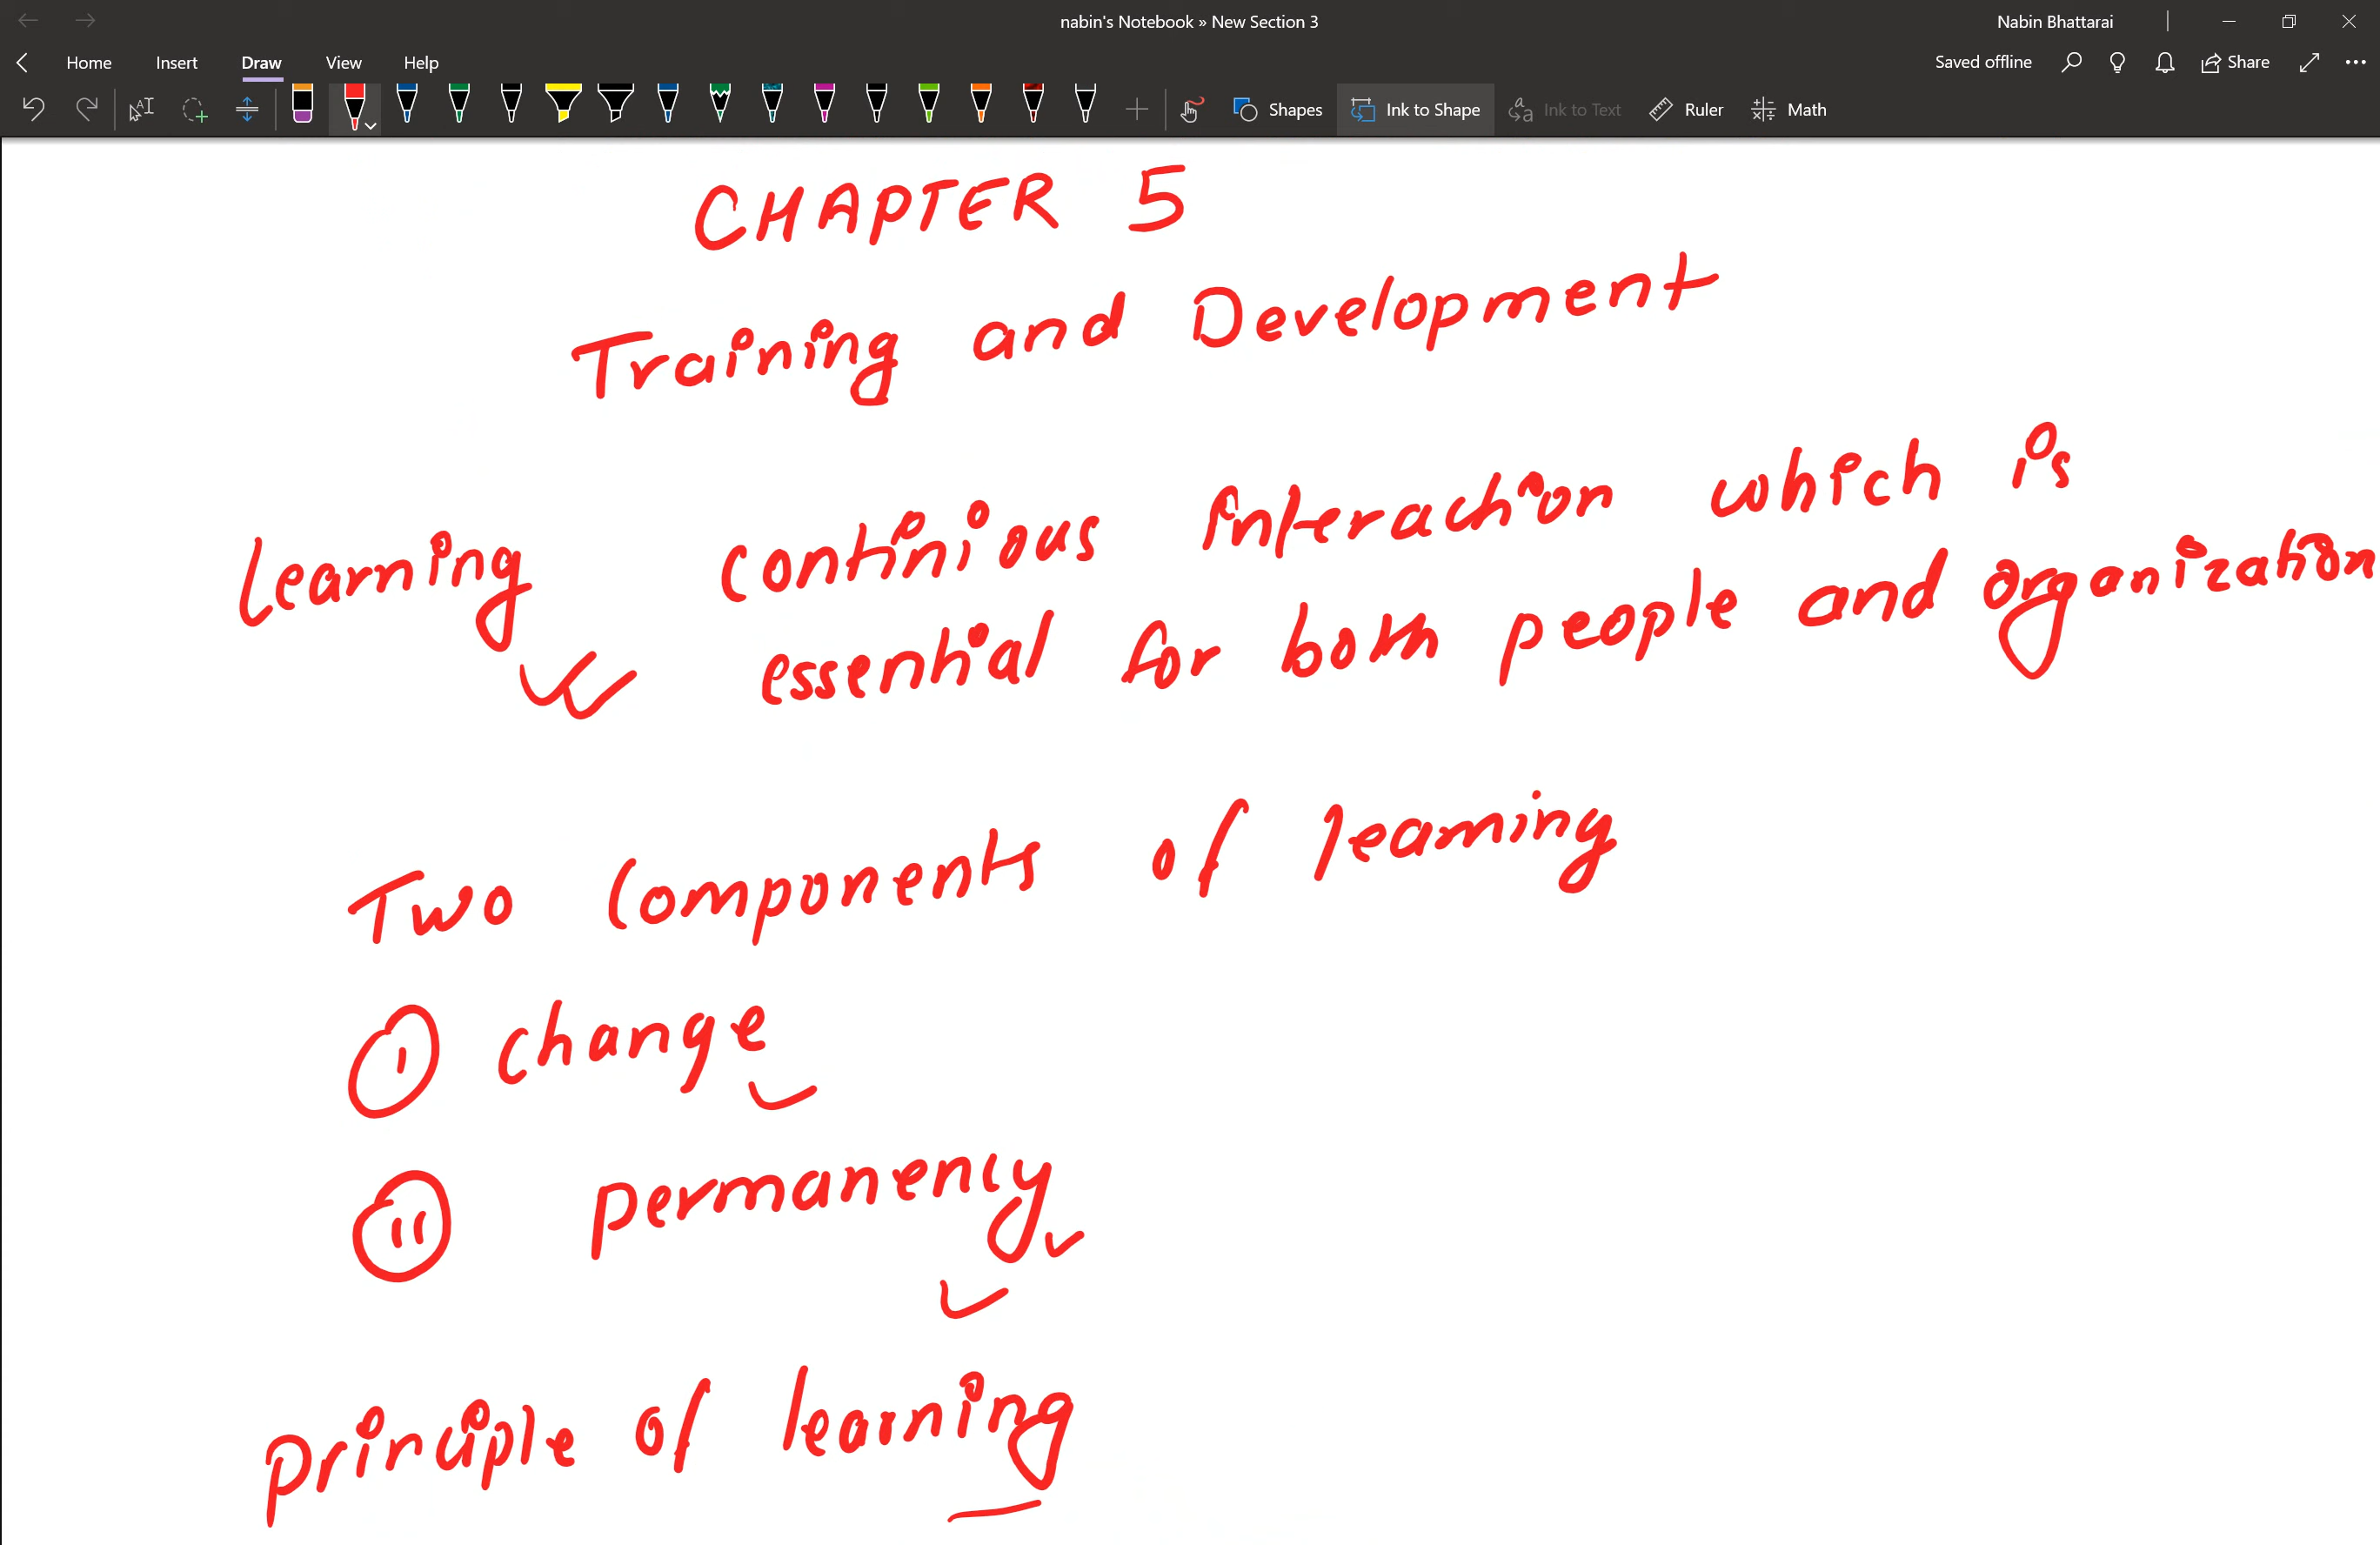 nabin's Notebook » New Section 3
Nabin Bhattarai
Home Insert Draw View Help
Saved offline
Share
Shapes
Ink to Shape
Ink to Text
Ruler
Math
CHAPTER 5
Training and Development
Learning continious interaction which is
essential for both people and organization
Two components of learning
I change
II permanency
principle of learning